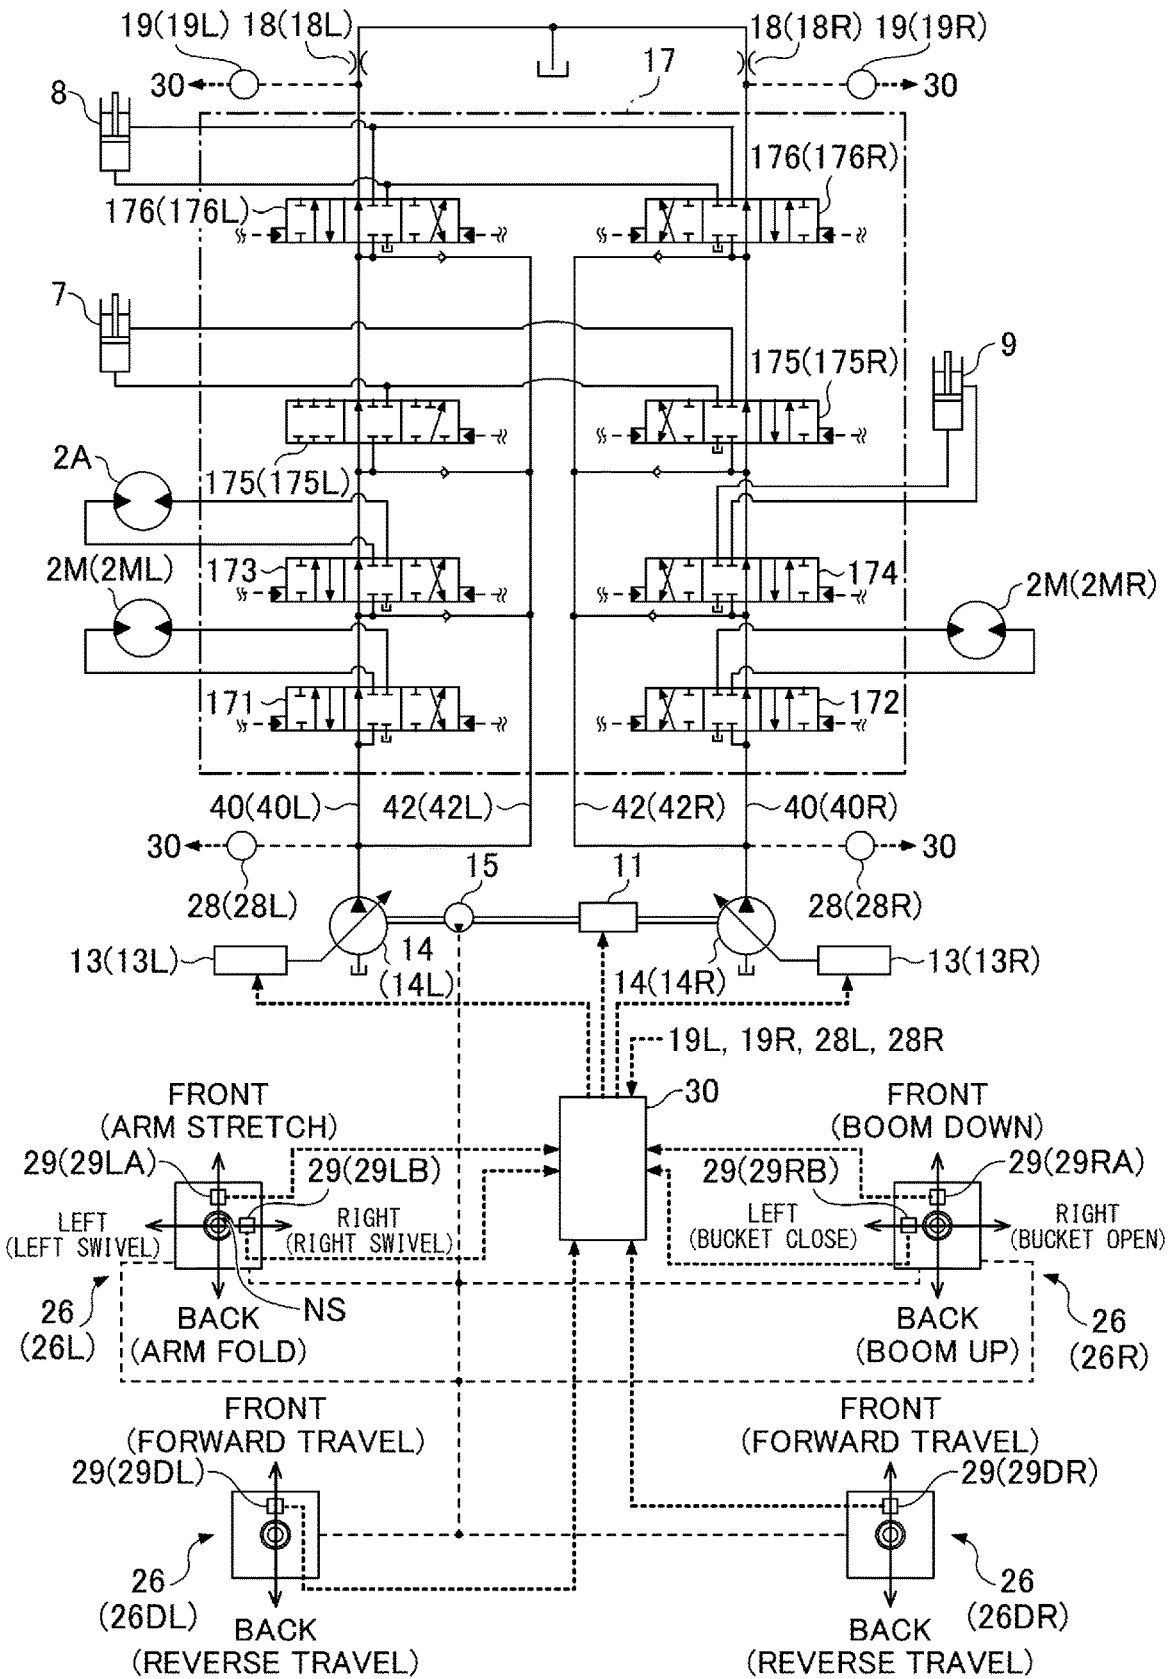 19(19L) 18(18L) 18(18R) 19(19R)
30 17 30
8
176(176R)
176(176L)
7
9
175(175R)
2A
175(175L)
2M(2ML) 173 174 2M(2MR)
171 172
40(40L) 42(42L) 42(42R) 40(40R)
30 15 11 30
28(28L) 28(28R)
13(13L) 14 (14L) 14(14R) 13(13R)
19L, 19R, 28L, 28R
30
FRONT
(ARM STRETCH)
FRONT
(BOOM DOWN)
29(29LA) 29(29LB) 29(29RB) 29(29RA)
LEFT
(LEFT SWIVEL)
RIGHT
(RIGHT SWIVEL)
LEFT
(BUCKET CLOSE)
RIGHT
(BUCKET OPEN)
NS
26
(26L)
BACK
(ARM FOLD)
BACK
(BOOM UP)
26
(26R)
FRONT
(FORWARD TRAVEL)
FRONT
(FORWARD TRAVEL)
29(29DL) 29(29DR)
26
(26DL)
26
(26DR)
BACK
(REVERSE TRAVEL)
BACK
(REVERSE TRAVEL)